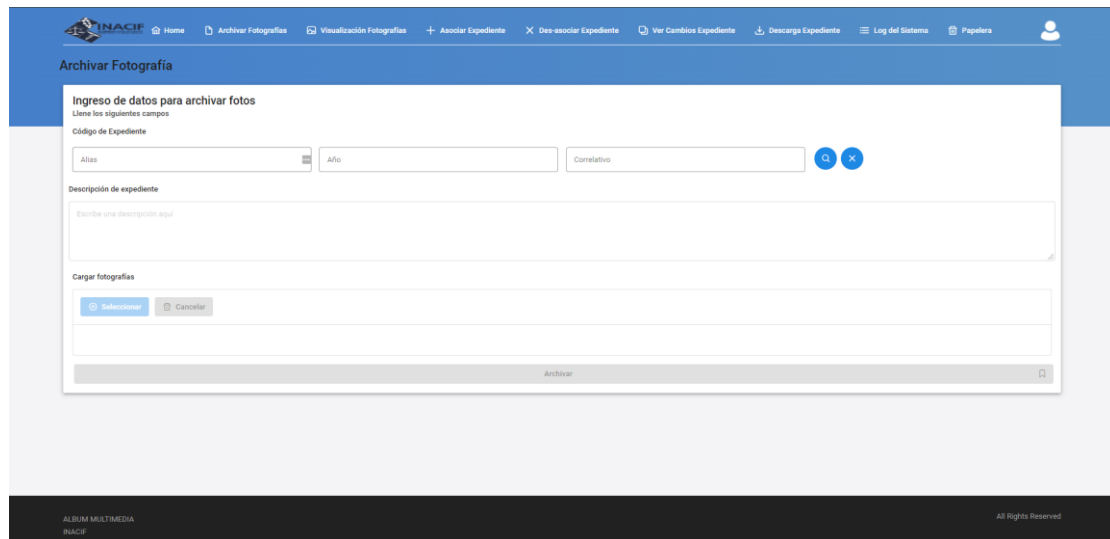 INACIF Home Archivar Fotografías Visualización Fotografías Asociar Expediente Des-asociar Expediente Ver Cambios Expediente Descarga Expediente Log del Sistema Papelera
Archivar Fotografía
Ingreso de datos para archivar fotos
Llene los siguientes campos
Código de Expediente
Alias Año Correlativo
Descripción de expediente
Escriba una descripción aquí
Cargar fotografías
Seleccionar Cancelar
Archivar
ALBUM MULTIMEDIA All Rights Reserved
INACIF